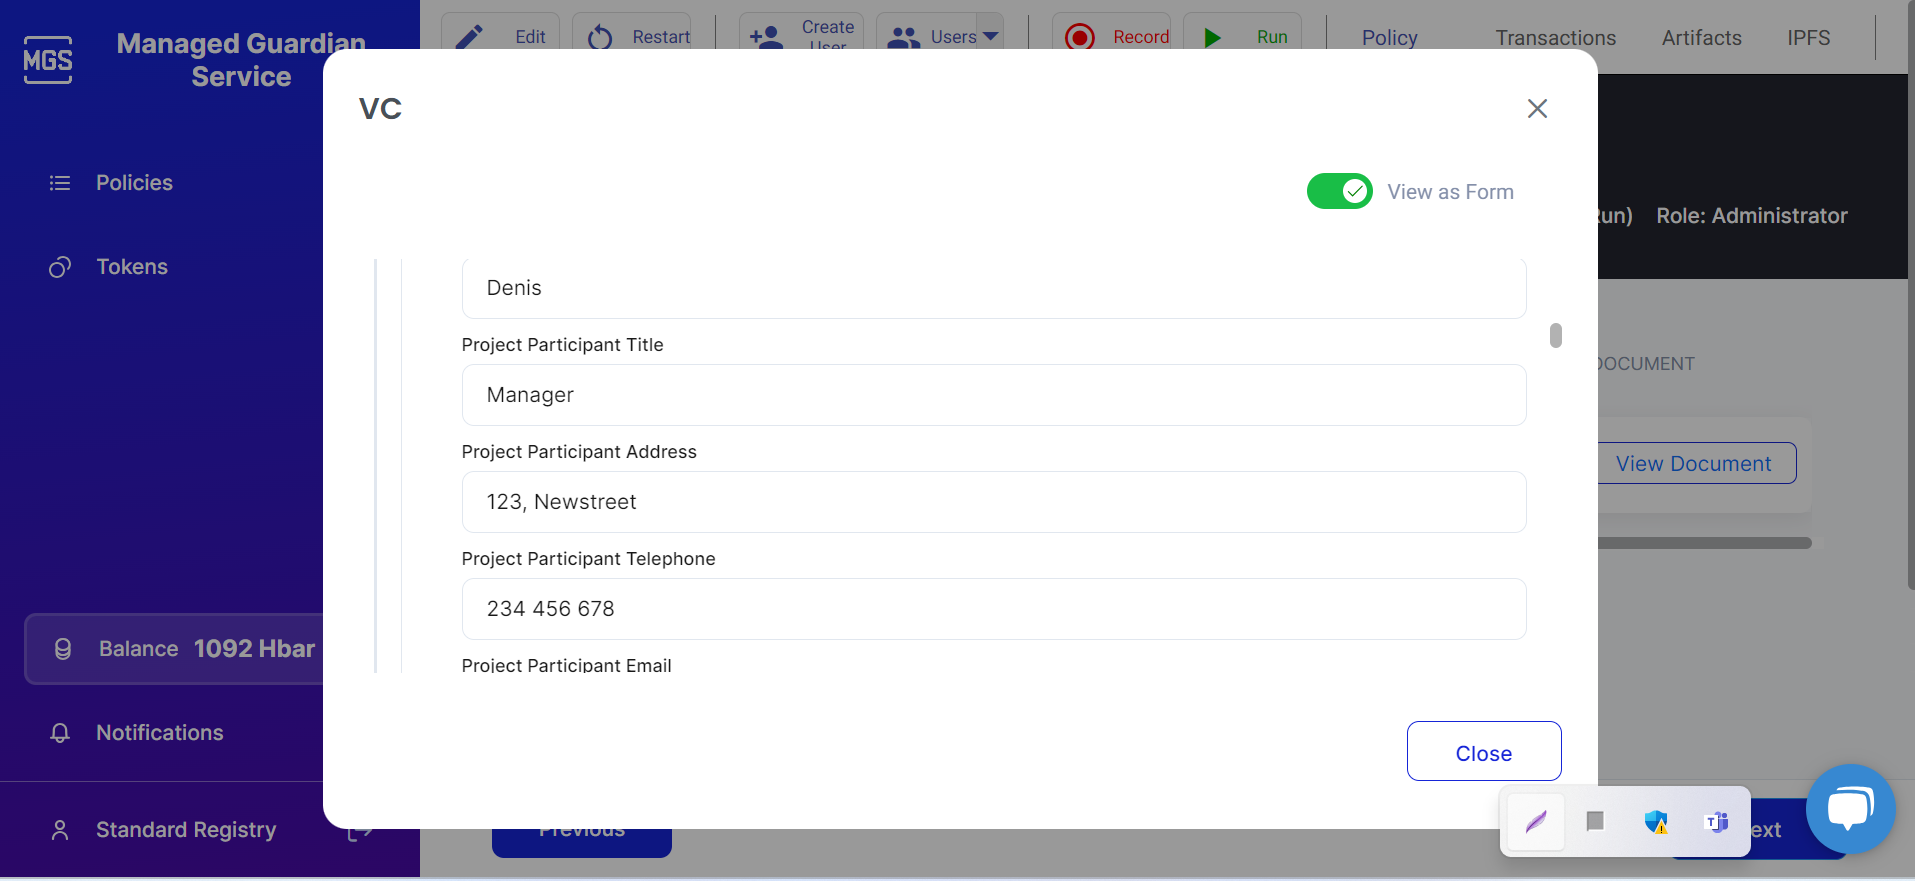 MGS
Managed Guardian
Service
Edit
Restart
Create
User
Users
Record
Run
Policy
Transactions
Artifacts
IPFS
Policies
Tokens
Balance 1092 Hbar
Notifications
Standard Registry
VC
View as Form
Denis
Project Participant Title
Manager
Project Participant Address
123, Newstreet
Project Participant Telephone
234 456 678
Project Participant Email
Close
Run) Role: Administrator
DOCUMENT
View Document
Previous
ext